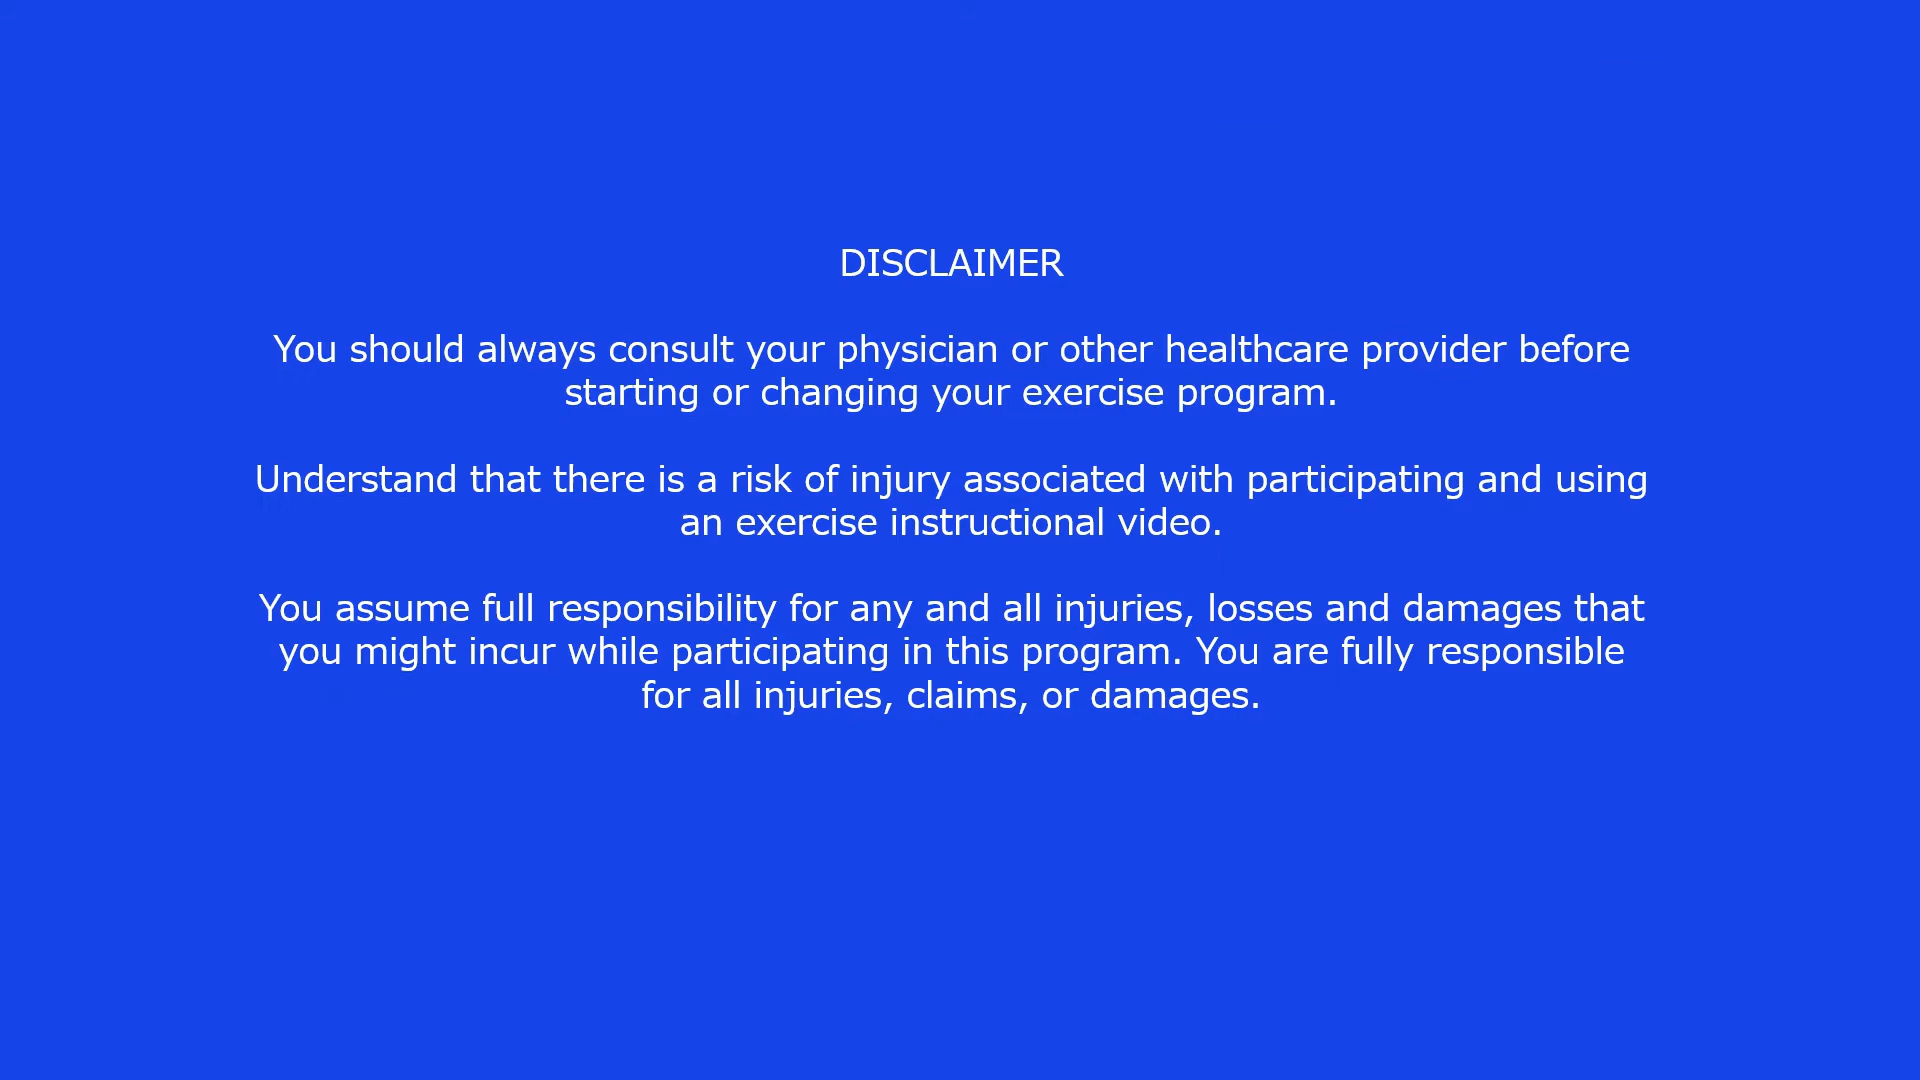 DISCLAIMER
You should always consult your physician or other healthcare provider before
starting or changing your exercise program.
Understand that there is a risk of injury associated with participating and using
an exercise instructional video.
You assume full responsibility for any and all injuries, losses and damages that
you might incur while participating in this program. You are fully responsible
for all injuries, claims, or damages.